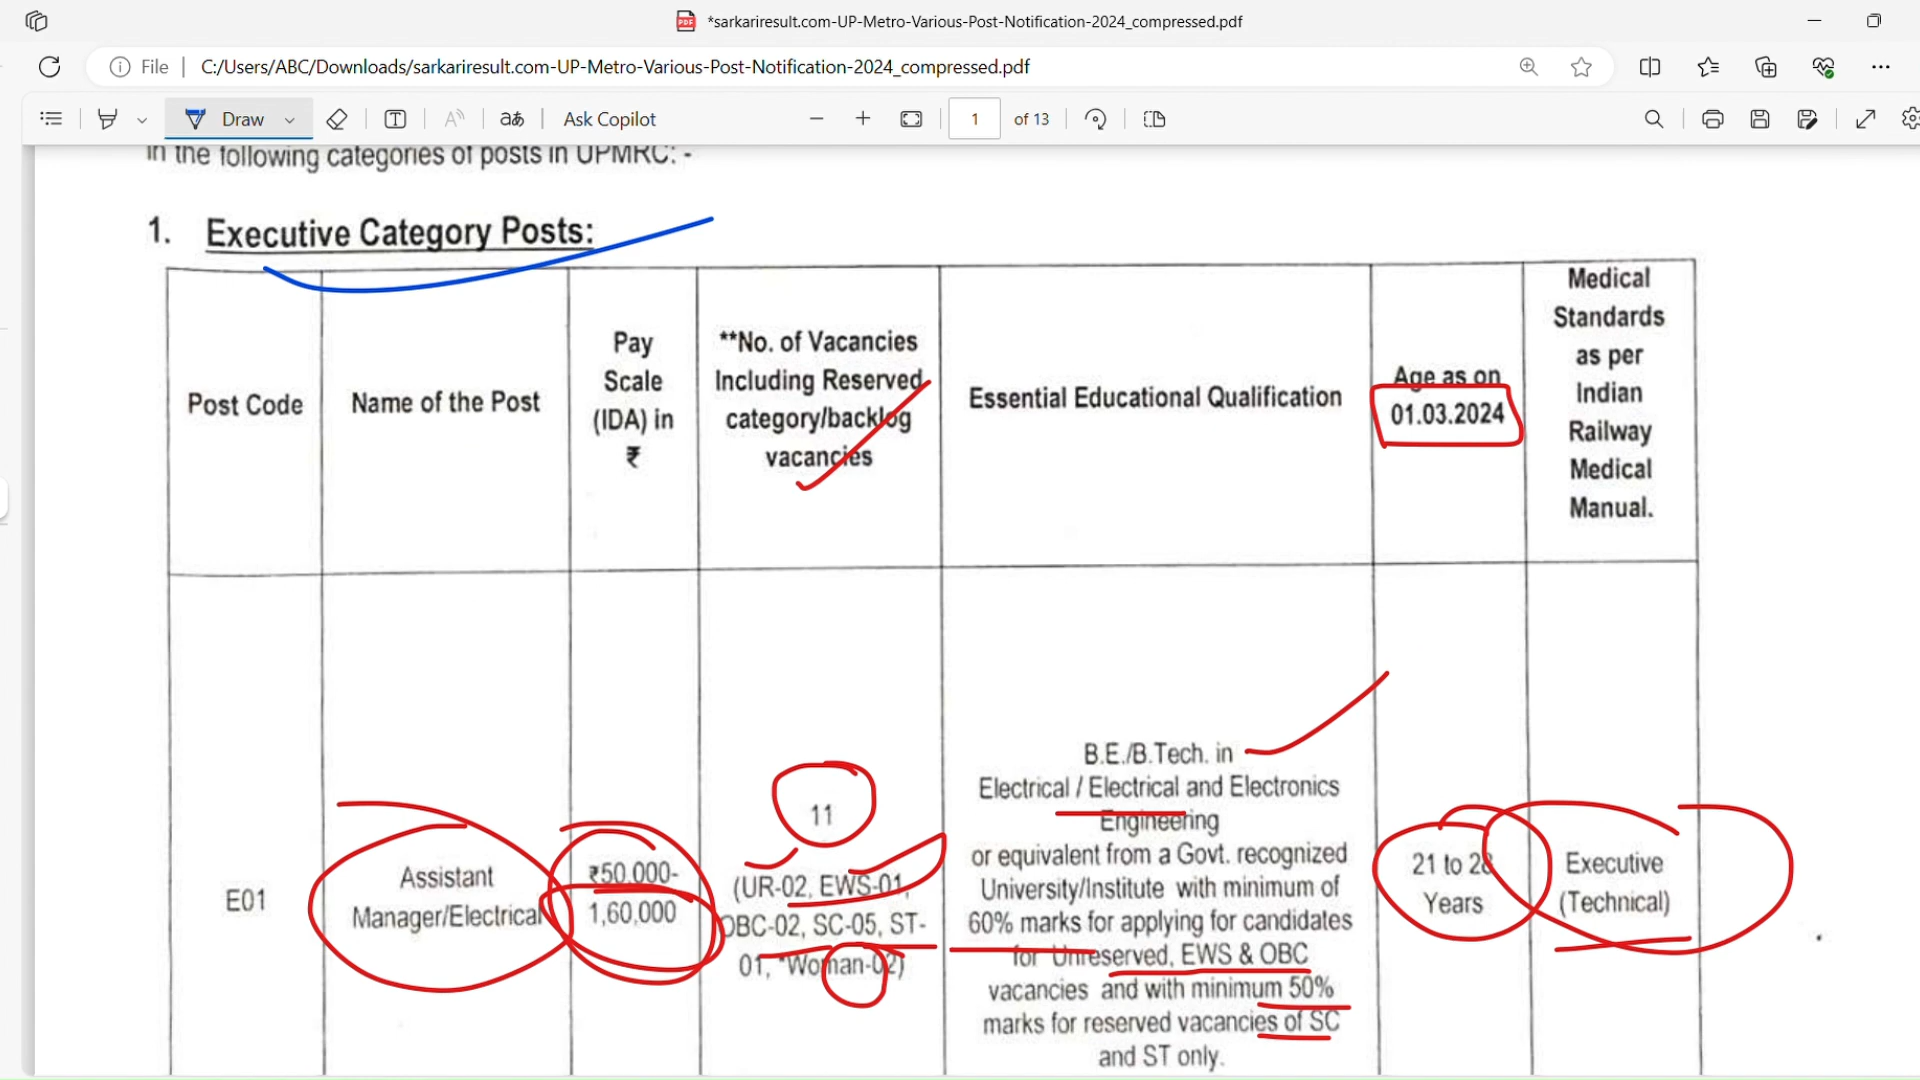 *sarkariresult.com-UP-Metro-Various-Post-Notification-2024_compressed.pdf
File
C:/Users/ABC/Downloads/sarkariresult.com-UP-Metro-Various-Post-Notification-2024_compressed.pdf
Draw
Ask Copilot
1 of 13
in the following categories of posts in UPMRC: -
1. Executive Category Posts:
Post Code
Name of the Post
Pay
Scale
(IDA) in
₹
**No. of Vacancies
Including Reserved
category/backlog
vacancies
Essential Educational Qualification
Age as on
01.03.2024
Medical
Standards
as per
Indian
Railway
Medical
Manual.
E01
Assistant
Manager/Electrical
₹50,000-
1,60,000
11
(UR-02, EWS-01,
OBC-02, SC-05, ST-
01, *Woman-02)
B.E./B.Tech. in
Electrical / Electrical and Electronics
Engineering
or equivalent from a Govt. recognized
University/Institute with minimum of
60% marks for applying for candidates
for Unreserved, EWS & OBC
vacancies and with minimum 50%
marks for reserved vacancies of SC
and ST only.
21 to 28
Years
Executive
(Technical)